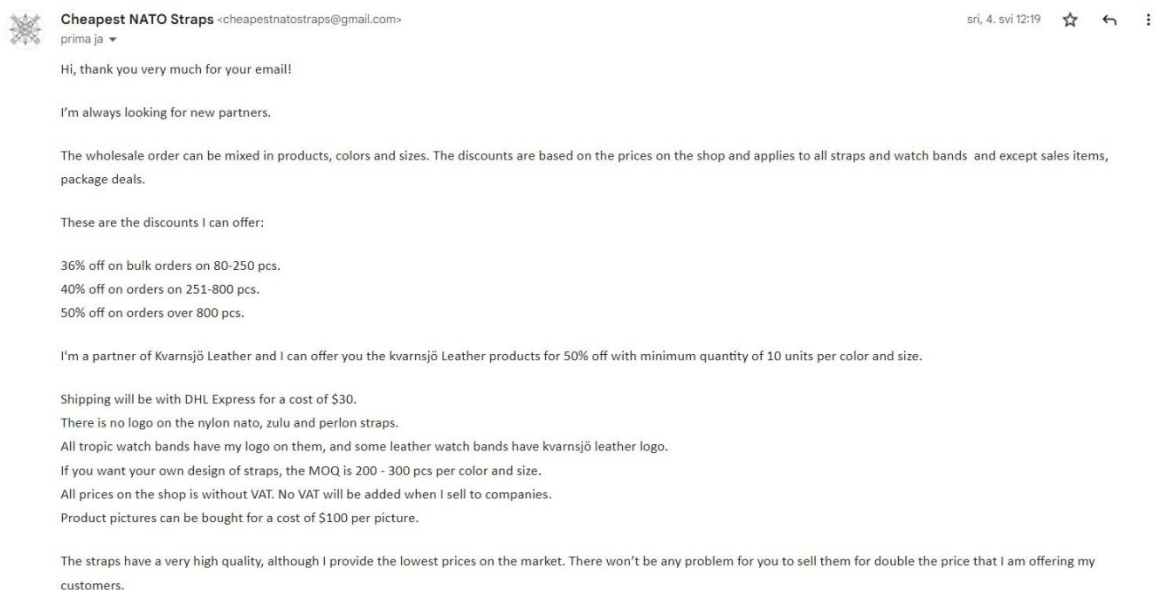 Cheapest NATO Straps <cheapestnatostraps@gmail.com>
sri, 4. svi 12:19
prima ja
Hi, thank you very much for your email!
I'm always looking for new partners.
The wholesale order can be mixed in products, colors and sizes. The discounts are based on the prices on the shop and applies to all straps and watch bands  and except sales items,
package deals.
These are the discounts I can offer:
36% off on bulk orders on 80-250 pcs.
40% off on orders on 251-800 pcs.
50% off on orders over 800 pcs.
I'm a partner of Kvarnsjö Leather and I can offer you the kvarnsjö Leather products for 50% off with minimum quantity of 10 units per color and size.
Shipping will be with DHL Express for a cost of $30.
There is no logo on the nylon nato, zulu and perlon straps.
All tropic watch bands have my logo on them, and some leather watch bands have kvarnsjö leather logo.
If you want your own design of straps, the MOQ is 200 - 300 pcs per color and size.
All prices on the shop is without VAT. No VAT will be added when I sell to companies.
Product pictures can be bought for a cost of $100 per picture.
The straps have a very high quality, although I provide the lowest prices on the market. There won't be any problem for you to sell them for double the price that I am offering my
customers.